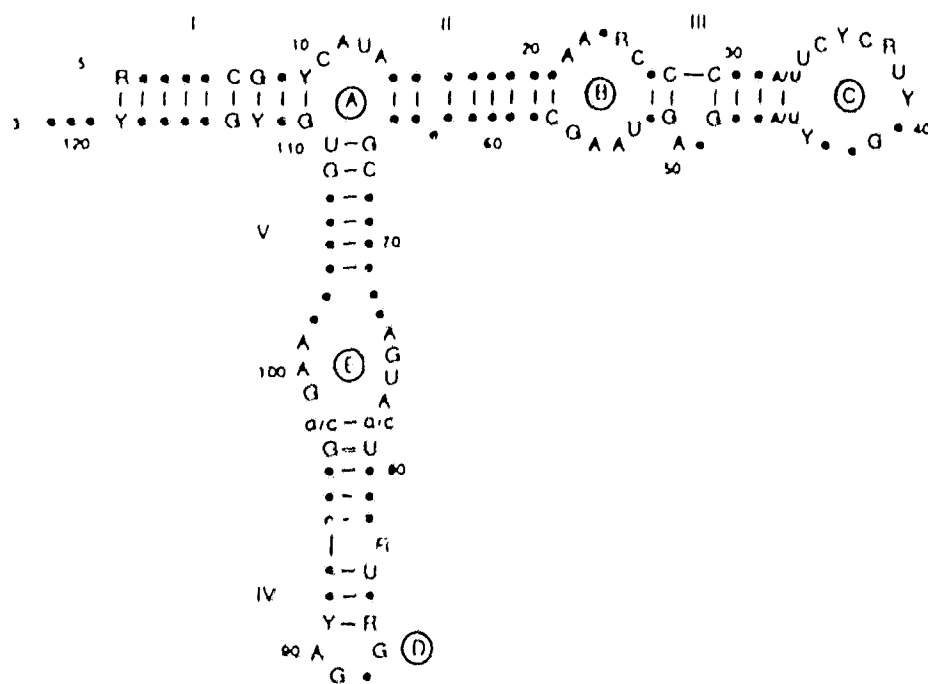 I II III
5 10 20 30
C A U A A A R C U C Y C R U Y
R C G Y C C N U
A B C
Y G Y G C G G N U
120 110 60 G A A U A 50 Y G 40
U G
G C
V
70
A A
E G
100 A U
G A
a/c a/c
G U
80
R
U
IV
Y R
90 A G D
G